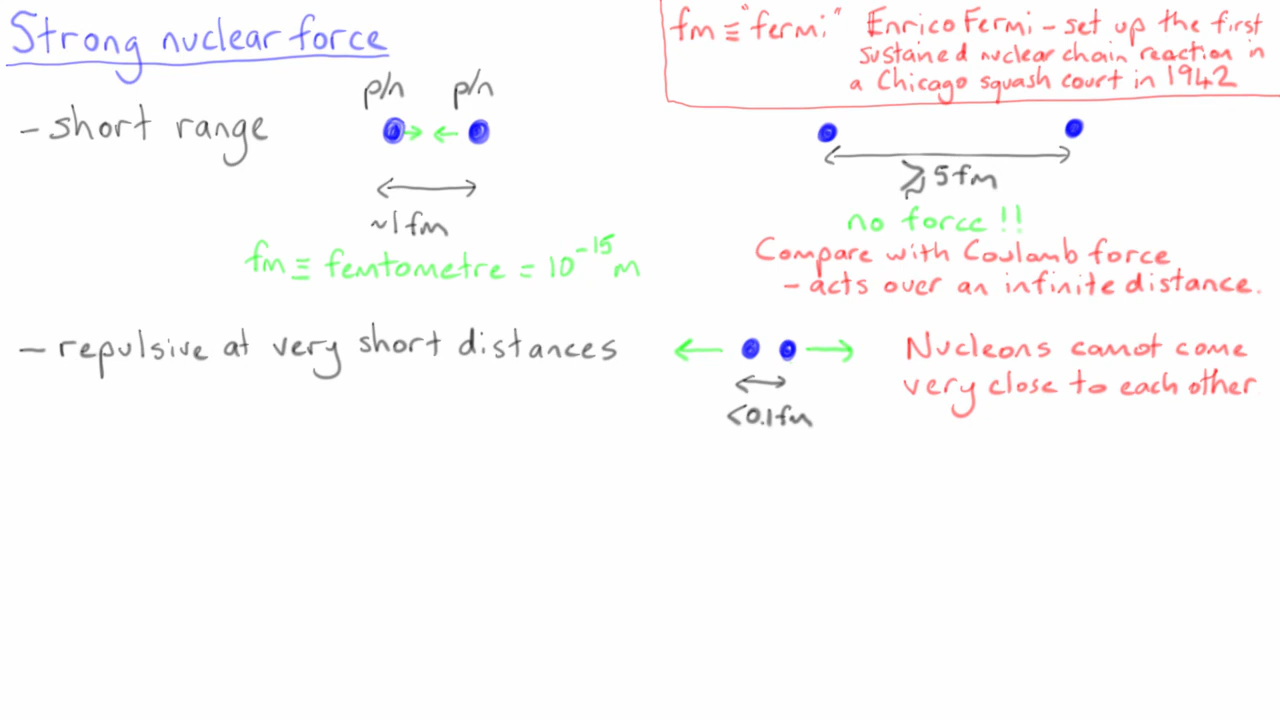 Strong nuclear force
fm ≡ "fermi" Enrico Fermi – set up the first
sustained nuclear chain reaction in
a Chicago squash court in 1942
p/n p/n
– short range
~1fm
≳ 5fm
no force !!
fm ≡ femtometre = 10⁻¹⁵ m
Compare with Coulomb force
– acts over an infinite distance.
– repulsive at very short distances
<0.1fm
Nucleons cannot come
very close to each other